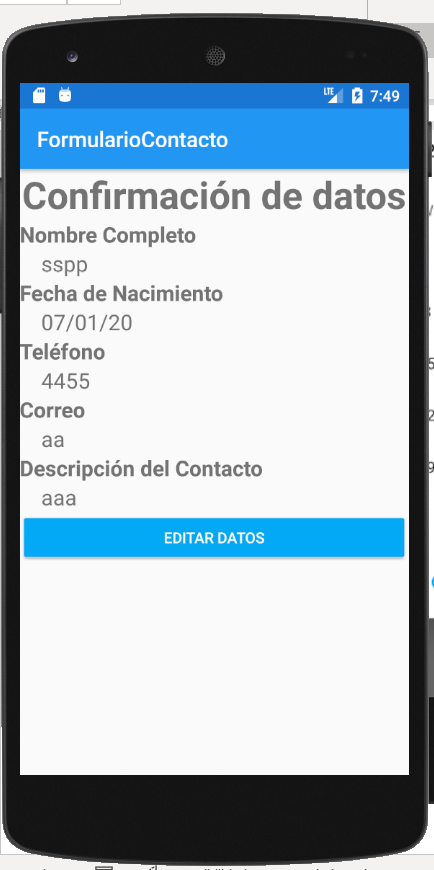 LTE 7:49
FormularioContacto
Confirmación de datos
Nombre Completo
sspp
Fecha de Nacimiento
07/01/20
Teléfono
4455
Correo
aa
Descripción del Contacto
aaa
EDITAR DATOS